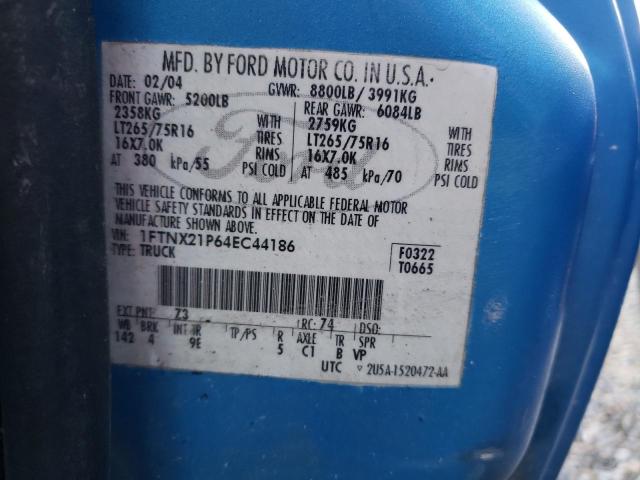 MFD. BY FORD MOTOR CO. IN U.S.A.
DATE: 02/04 GVWR: 8800LB/ 3991KG
FRONT GAWR: 5200LB REAR GAWR: 6084LB
2358KG WITH 2759KG WITH
LT265/75R16 TIRES LT265/75R16 TIRES
16X7.0K RIMS 16X7.0K RIMS
AT 380 kPa/55 PSI COLD AT 485 kPa/70 PSI COLD
THIS VEHICLE CONFORMS TO ALL APPLICABLE FEDERAL MOTOR
VEHICLE SAFETY STANDARDS IN EFFECT ON THE DATE OF
MANUFACTURE SHOWN ABOVE.
VIN: 1FTNX21P64EC44186 F0322
TYPE: TRUCK T0665
Ford
EXT PNT: 73 RC: 74 DSO:
WB BRK INT TR TP/PS R AXLE TR SPR
142 4 9E 5 C1 B VP
UTC 2U5A-1520472-AA